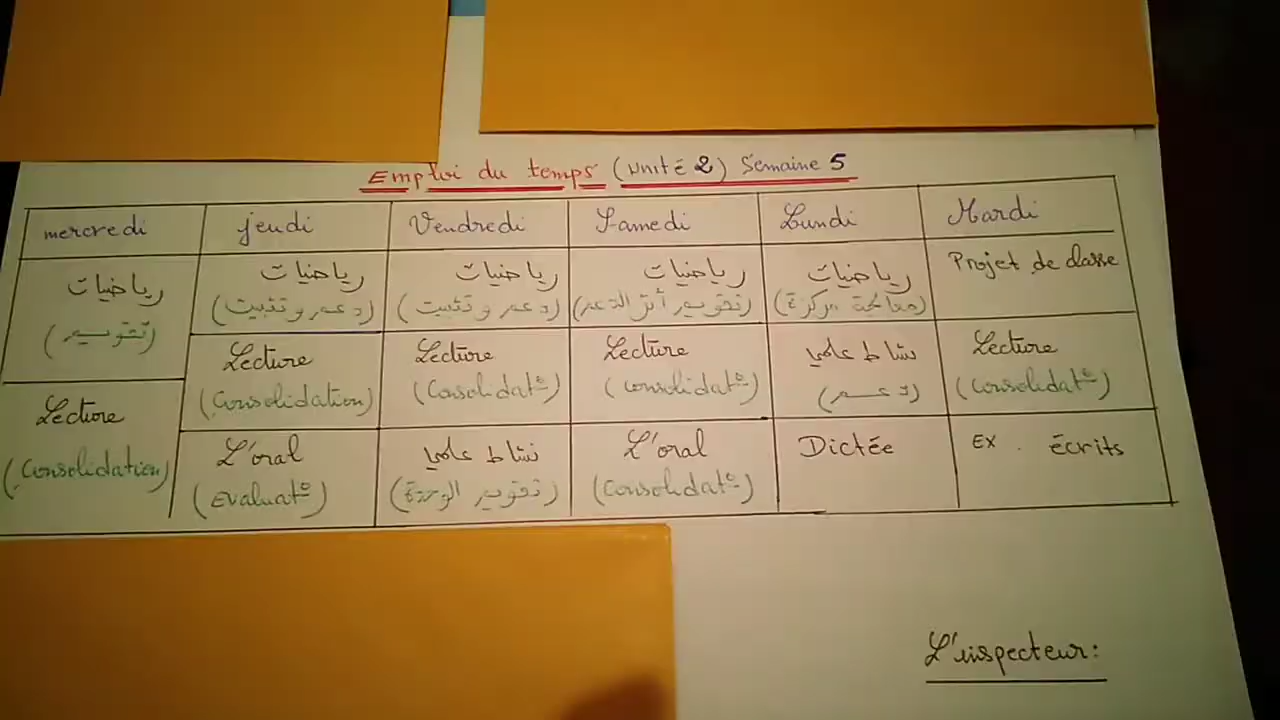 Emploi du temps (Unité 2) Semaine 5
mercredi jeudi Vendredi Samedi Lundi Mardi
رياضيات رياضيات رياضيات رياضيات رياضيات Projet de classe
(تقويم) (دعم وتثبيت) (دعم وتثبيت) (تقويم أثر الدعم) (معالجة مركزة)
Lecture Lecture Lecture Lecture نشاط علمي Lecture
(Consolidation) (Consolidation) (Consolidat°) (Consolidat°) (دعم) (Consolidat°)
L'oral نشاط علمي L'oral Dictée Ex. écrits
(Evaluat°) (تقويم الوحدة) (Consolidat°)
L'inspecteur: